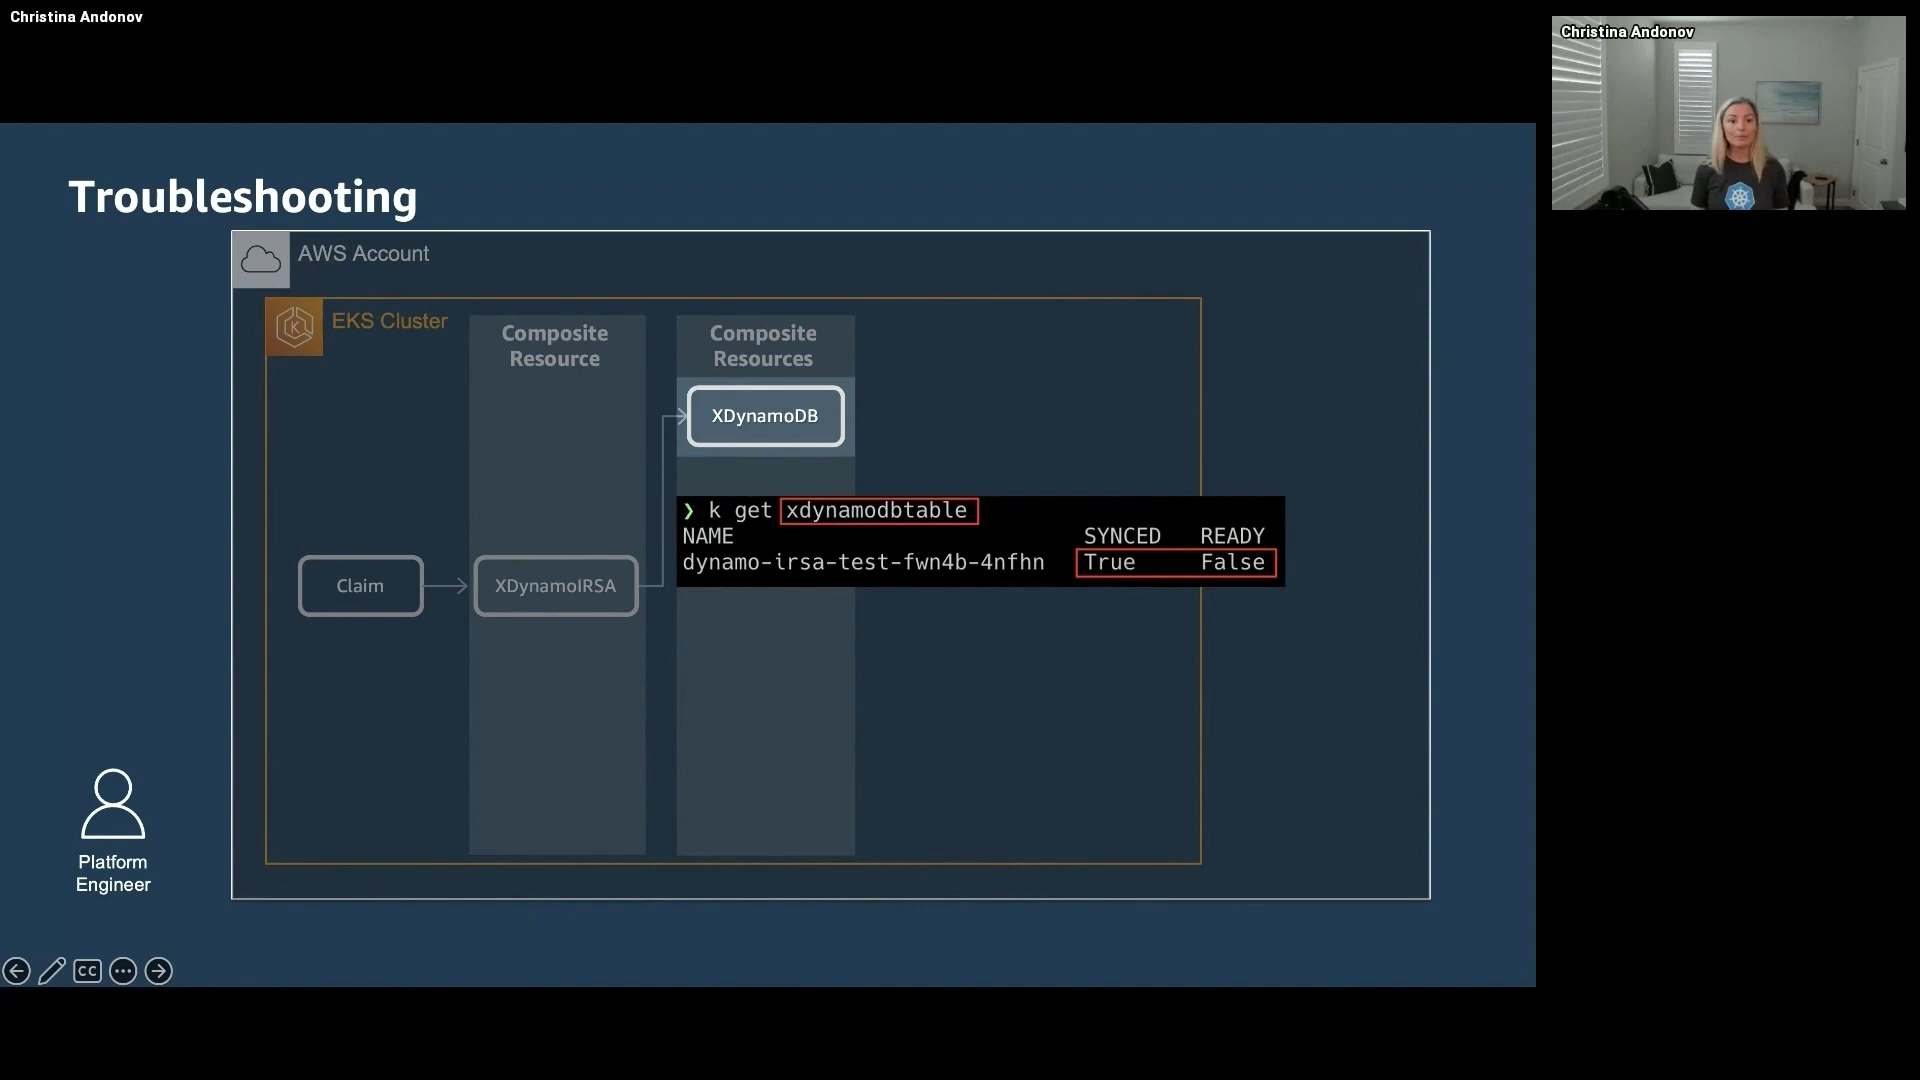 Christina Andonov
Christina Andonov
Troubleshooting
AWS Account
EKS Cluster
Composite
Resource
Composite
Resources
XDynamoDB
❯ k get xdynamodbtable
NAME SYNCED READY
dynamo-irsa-test-fwn4b-4nfhn True False
Claim
XDynamoIRSA
Platform
Engineer
CC